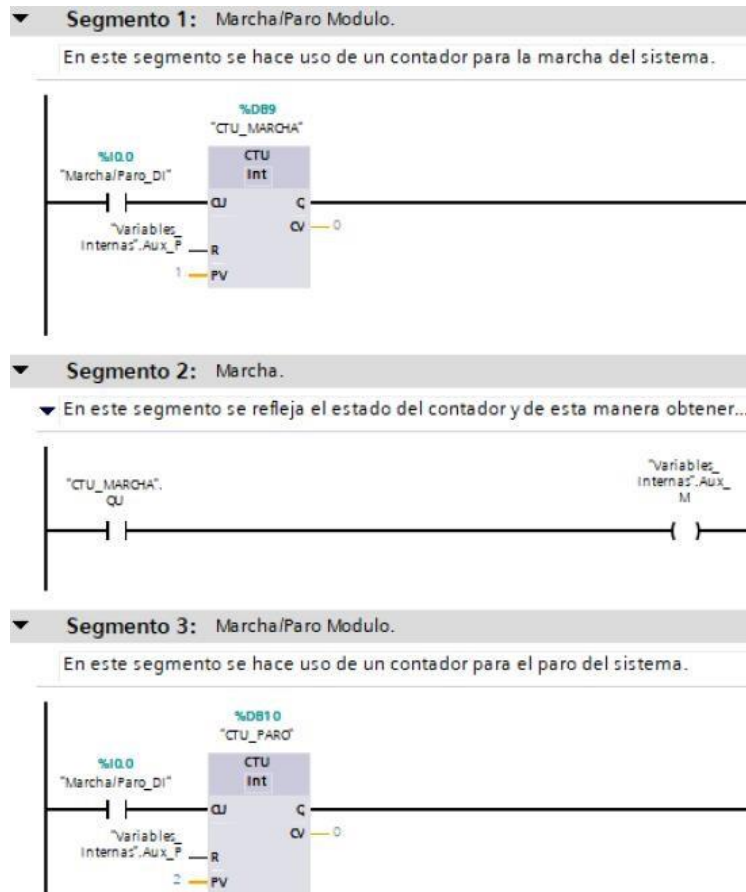 Segmento 1: Marcha/Paro Modulo.
En este segmento se hace uso de un contador para la marcha del sistema.
%DB9
"CTU_MARCHA"
%I0.0
"Marcha/Paro_DI"
CTU
Int
CU
Q
CV
0
"Variables_
Internas".Aux_P
R
1
PV
Segmento 2: Marcha.
En este segmento se refleja el estado del contador y de esta manera obtener...
"CTU_MARCHA".
QU
"Variables_
Internas".Aux_
M
Segmento 3: Marcha/Paro Modulo.
En este segmento se hace uso de un contador para el paro del sistema.
%DB10
"CTU_PARO"
%I0.0
"Marcha/Paro_DI"
CTU
Int
CU
Q
CV
0
"Variables_
Internas".Aux_P
R
2
PV